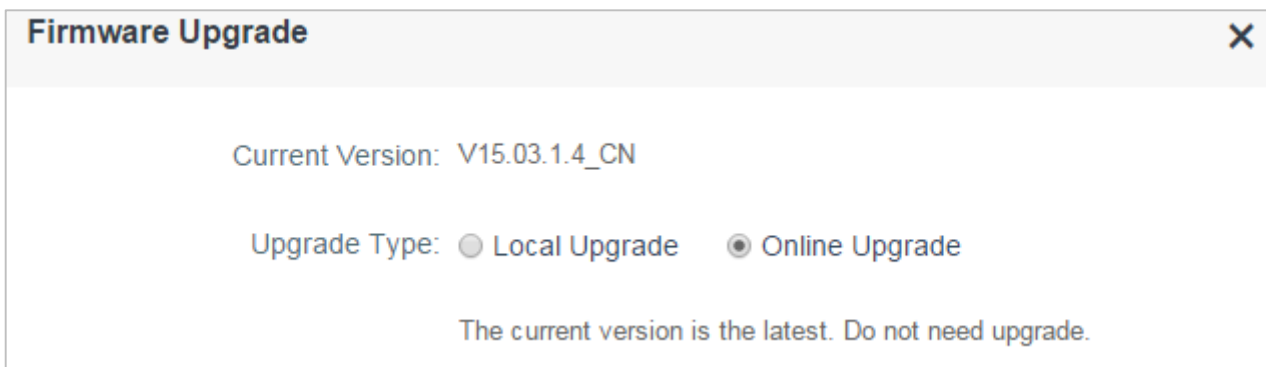 Firmware Upgrade
Current Version: V15.03.1.4_CN
Upgrade Type: Local Upgrade Online Upgrade
The current version is the latest. Do not need upgrade.